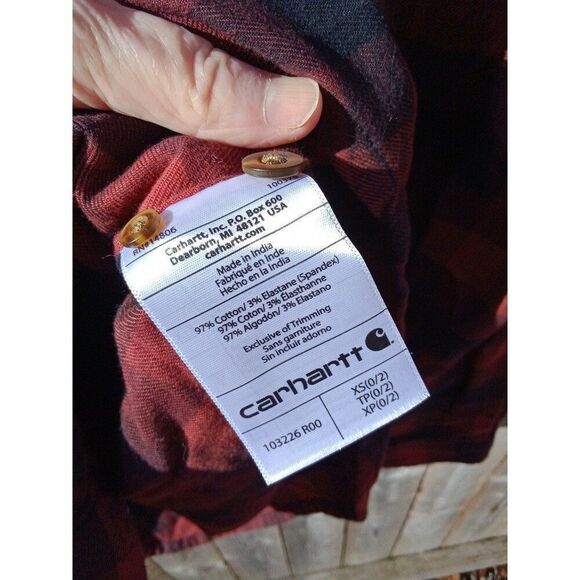 RN#14806
Carhartt, Inc. P.O. Box 600
Dearborn, MI 48121 USA
carhartt.com
Made in India
Fabriqué en Inde
Hecho en la India
97% Cotton/ 3% Elastane (Spandex)
97% Coton/ 3% Élasthanne
97% Algodón/ 3% Elastano
Exclusive of Trimming
Sans garniture
Sin incluir adorno
carhartt
103226 R00
XS(0/2)
TP(0/2)
XP(0/2)